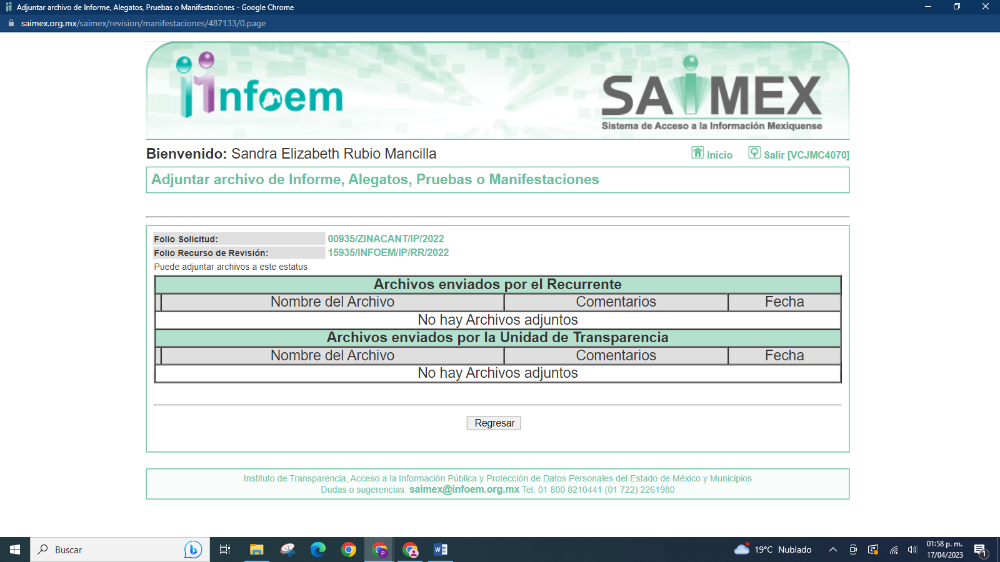 Adjuntar archivo de Informe, Alegatos, Pruebas o Manifestaciones - Google Chrome
saimex.org.mx/saimex/revision/manifestaciones/487133/0.page
infoem
SAIMEX
Sistema de Acceso a la Información Mexiquense
Bienvenido: Sandra Elizabeth Rubio Mancilla
Inicio Salir [VCJMC4070]
Adjuntar archivo de Informe, Alegatos, Pruebas o Manifestaciones
Folio Solicitud: 00935/ZINACANT/IP/2022
Folio Recurso de Revisión: 15935/INFOEM/IP/RR/2022
Puede adjuntar archivos a este estatus
Archivos enviados por el Recurrente
Nombre del Archivo Comentarios Fecha
No hay Archivos adjuntos
Archivos enviados por la Unidad de Transparencia
Nombre del Archivo Comentarios Fecha
No hay Archivos adjuntos
Regresar
Instituto de Transparencia, Acceso a la Información Pública y Protección de Datos Personales del Estado de México y Municipios
Dudas o sugerencias: saimex@infoem.org.mx Tel. 01 800 8210441 (01 722) 2261980
Buscar
19°C Nublado
01:58 p. m.
17/04/2023
1